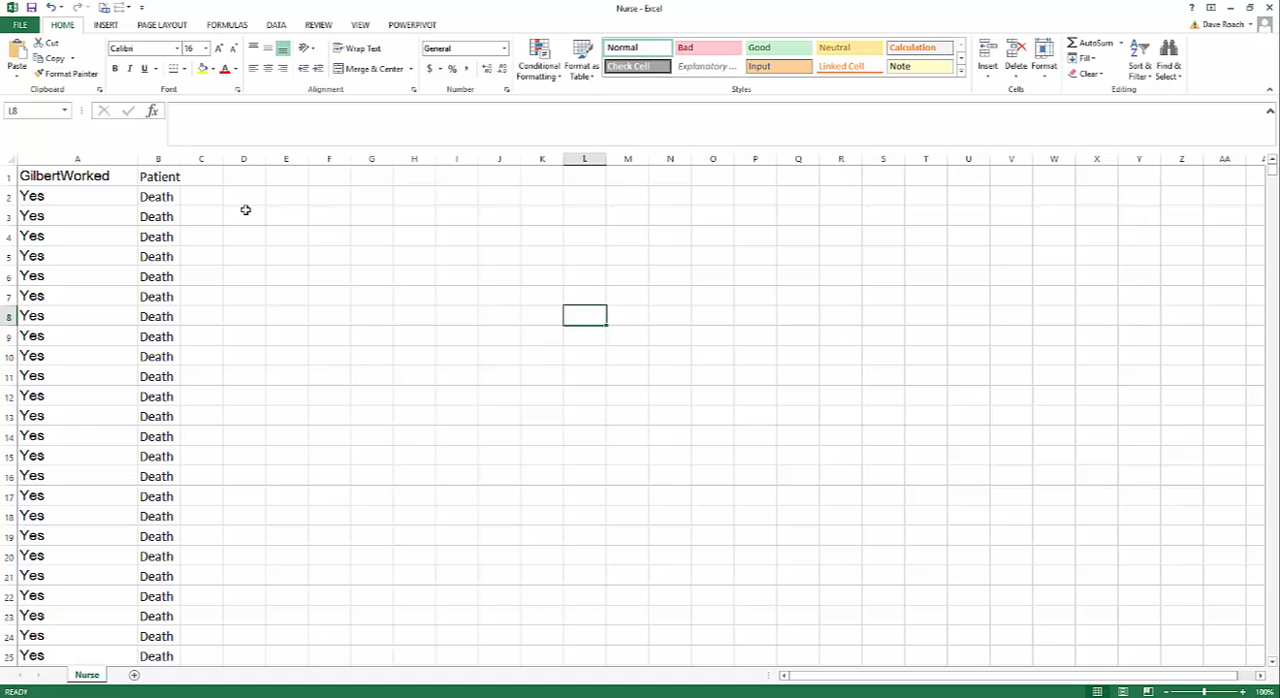 Nurse - Excel
FILE HOME INSERT PAGE LAYOUT FORMULAS DATA REVIEW VIEW POWERPIVOT Dave Roach
Cut Calibri 16 Wrap Text General Normal Bad Good Neutral Calculation AutoSum
Copy Fill
Paste Format Painter B I U Merge & Center $ % , Conditional Formatting Format as Table Check Cell Explanatory ... Input Linked Cell Note Insert Delete Format Clear Sort & Filter Find & Select
Clipboard Font Alignment Number Styles Cells Editing
L8 fx
A B C D E F G H I J K L M N O P Q R S T U V W X Y Z AA
1 GilbertWorked Patient
2 Yes Death
3 Yes Death
4 Yes Death
5 Yes Death
6 Yes Death
7 Yes Death
8 Yes Death
9 Yes Death
10 Yes Death
11 Yes Death
12 Yes Death
13 Yes Death
14 Yes Death
15 Yes Death
16 Yes Death
17 Yes Death
18 Yes Death
19 Yes Death
20 Yes Death
21 Yes Death
22 Yes Death
23 Yes Death
24 Yes Death
25 Yes Death
Nurse
READY 100%